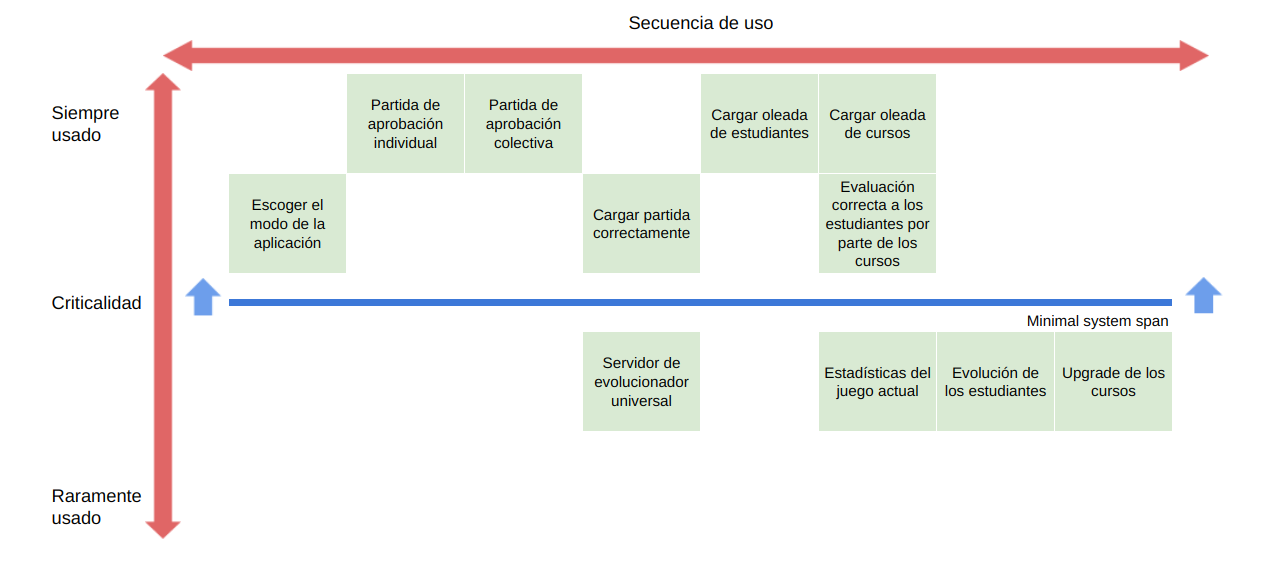 Secuencia de uso
Siempre
usado
Partida de
aprobación
individual
Partida de
aprobación
colectiva
Cargar oleada
de estudiantes
Cargar oleada
de cursos
Escoger el
modo de la
aplicación
Cargar partida
correctamente
Evaluación
correcta a los
estudiantes por
parte de los
cursos
Criticalidad
Minimal system span
Servidor de
evolucionador
universal
Estadísticas del
juego actual
Evolución de
los estudiantes
Upgrade de los
cursos
Raramente
usado